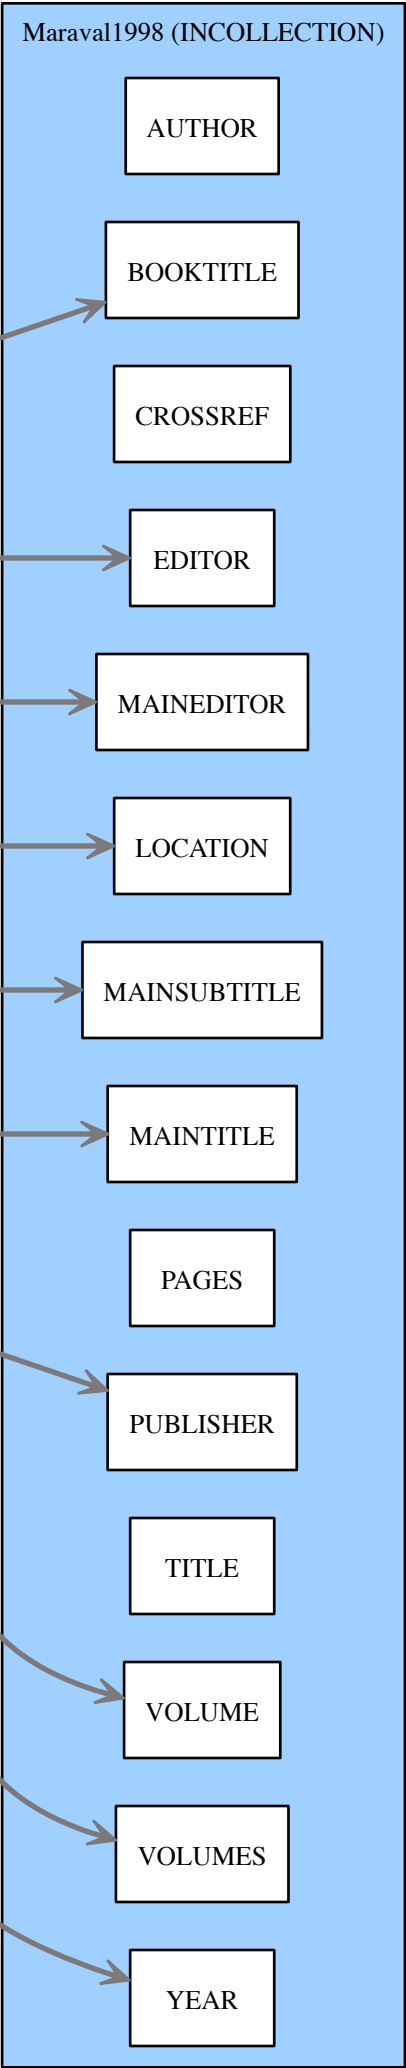 Maraval1998 (INCOLLECTION)
AUTHOR
BOOKTITLE
CROSSREF
EDITOR
MAINEDITOR
LOCATION
MAINSUBTITLE
MAINTITLE
PAGES
PUBLISHER
TITLE
VOLUME
VOLUMES
YEAR